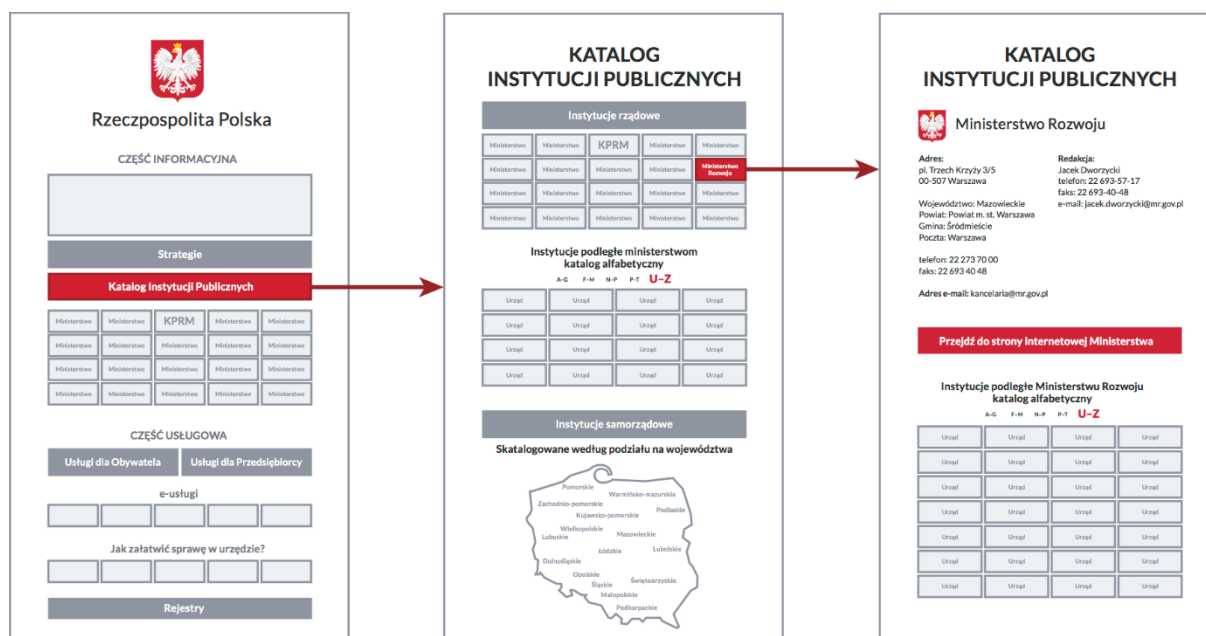 Rzeczpospolita Polska
CZĘŚĆ INFORMACYJNA
Strategie
Katalog Instytucji Publicznych
Ministerstwo Ministerstwo KPRM Ministerstwo Ministerstwo
Ministerstwo Ministerstwo Ministerstwo Ministerstwo Ministerstwo
Ministerstwo Ministerstwo Ministerstwo Ministerstwo Ministerstwo
Ministerstwo Ministerstwo Ministerstwo Ministerstwo Ministerstwo
CZĘŚĆ USŁUGOWA
Usługi dla Obywatela Usługi dla Przedsiębiorcy
e-usługi
Jak załatwić sprawę w urzędzie?
Rejestry
KATALOG
INSTYTUCJI PUBLICZNYCH
Instytucje rządowe
Ministerstwo Ministerstwo KPRM Ministerstwo Ministerstwo
Ministerstwo Ministerstwo Ministerstwo Ministerstwo Ministerstwo
Rozwoju
Ministerstwo Ministerstwo Ministerstwo Ministerstwo Ministerstwo
Ministerstwo Ministerstwo Ministerstwo Ministerstwo Ministerstwo
Instytucje podległe ministerstwom
katalog alfabetyczny
A-G F-M N-P P-T U-Z
Urząd Urząd Urząd Urząd
Urząd Urząd Urząd Urząd
Urząd Urząd Urząd Urząd
Urząd Urząd Urząd Urząd
Instytucje samorządowe
Skatalogowane według podziału na województwa
Pomorskie
Warmińsko-mazurskie
Zachodnio-pomorskie
Podlaskie
Kujawsko-pomorskie
Wielkopolskie
Mazowieckie
Lubuskie
Łódzkie
Lubelskie
Dolnośląskie
Opolskie
Świętokrzyskie
Śląskie
Małopolskie
Podkarpackie
KATALOG
INSTYTUCJI PUBLICZNYCH
Ministerstwo Rozwoju
Adres:
pl. Trzech Krzyży 3/5
00-507 Warszawa
Województwo: Mazowieckie
Powiat: Powiat m. st. Warszawa
Gmina: Śródmieście
Poczta: Warszawa
telefon: 22 273 70 00
faks: 22 693 40 48
Adres e-mail: kancelaria@mr.gov.pl
Redakcja:
Jacek Dworzycki
telefon: 22 693-57-17
faks: 22 693-40-48
e-mail: jacek.dworzycki@mr.gov.pl
Przejdź do strony internetowej Ministerstwa
Instytucje podległe Ministerstwu Rozwoju
katalog alfabetyczny
A-G F-M N-P P-T U-Z
Urząd Urząd Urząd Urząd
Urząd Urząd Urząd Urząd
Urząd Urząd Urząd Urząd
Urząd Urząd Urząd Urząd
Urząd Urząd Urząd Urząd
Urząd Urząd Urząd Urząd
Urząd Urząd Urząd Urząd